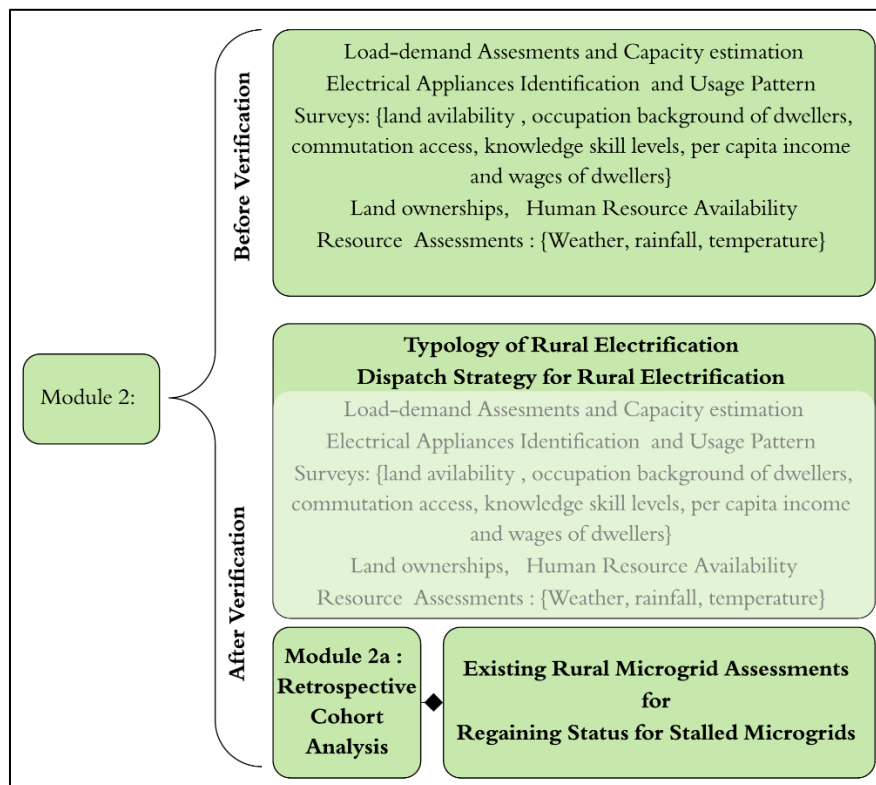 Module 2:
Before Verification
Load-demand Assesments and Capacity estimation
Electrical Appliances Identification and Usage Pattern
Surveys: {land avilability , occupation background of dwellers,
commutation access, knowledge skill levels, per capita income
and wages of dwellers}
Land ownerships, Human Resource Availability
Resource Assessments : {Weather, rainfall, temperature}
After Verification
Typology of Rural Electrification
Dispatch Strategy for Rural Electrification
Load-demand Assesments and Capacity estimation
Electrical Appliances Identification and Usage Pattern
Surveys: {land avilability , occupation background of dwellers,
commutation access, knowledge skill levels, per capita income
and wages of dwellers}
Land ownerships, Human Resource Availability
Resource Assessments : {Weather, rainfall, temperature}
Module 2a :
Retrospective
Cohort
Analysis
Existing Rural Microgrid Assessments
for
Regaining Status for Stalled Microgrids